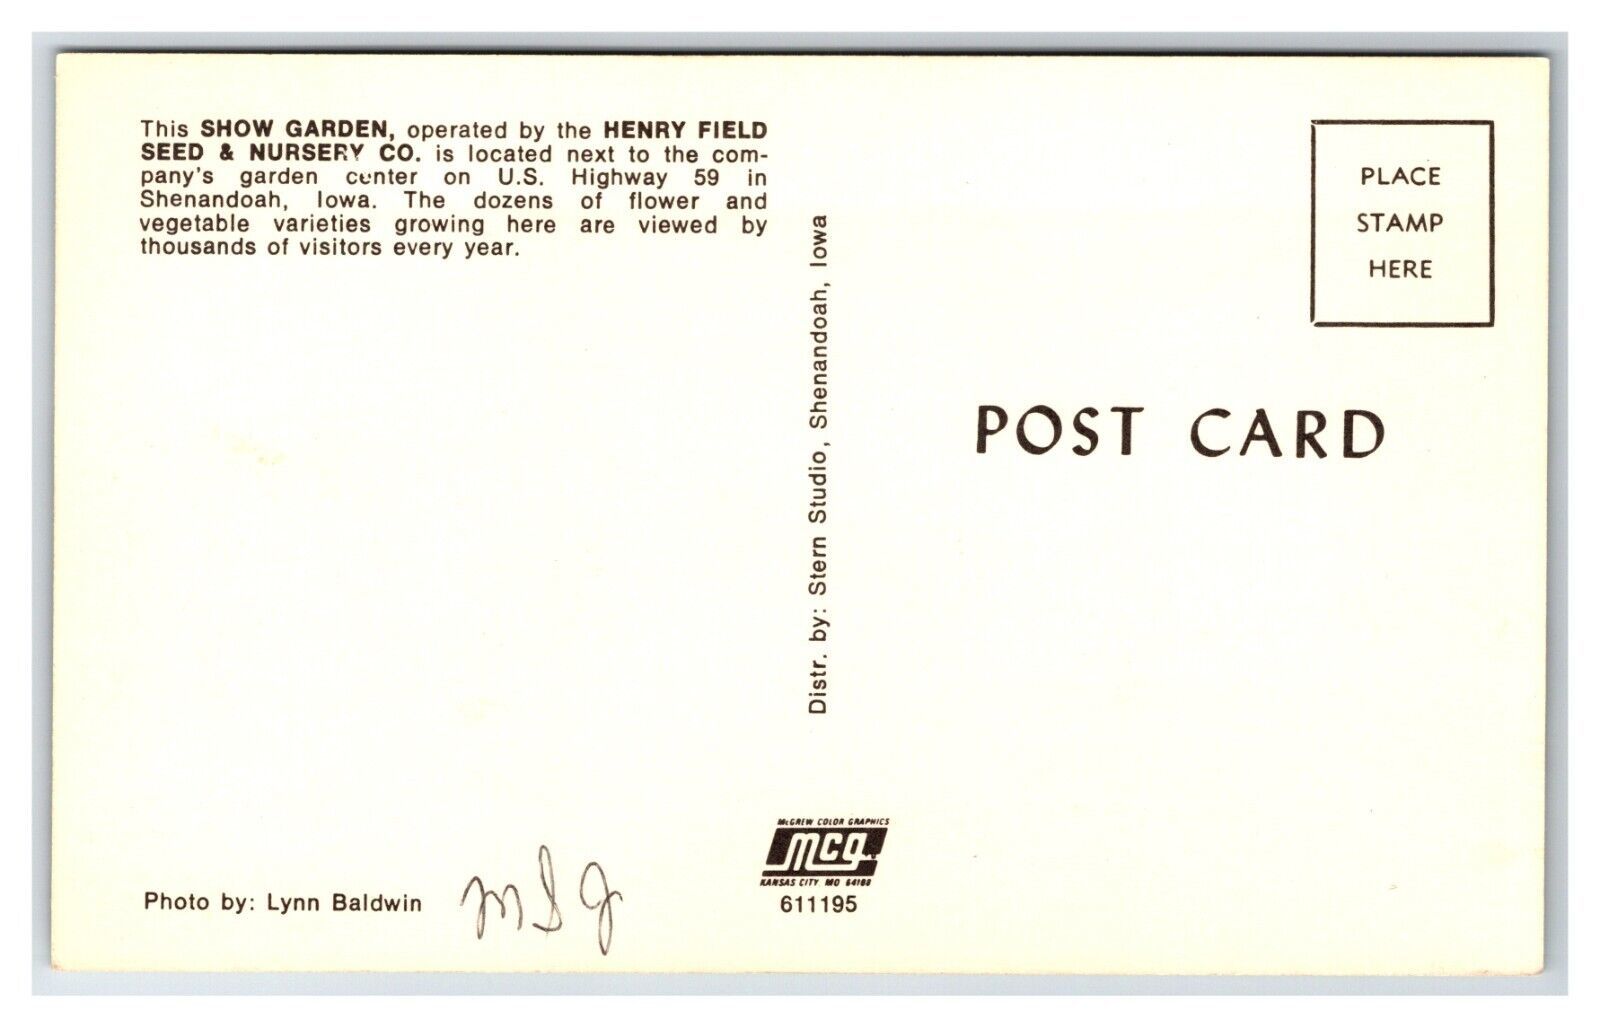 This SHOW GARDEN, operated by the HENRY FIELD
SEED & NURSERY CO. is located next to the com-
pany's garden center on U.S. Highway 59 in
Shenandoah, Iowa. The dozens of flower and
vegetable varieties growing here are viewed by
thousands of visitors every year.
Photo by: Lynn Baldwin
Distr. by: Stern Studio, Shenandoah, Iowa
McGREW COLOR GRAPHICS
mcg
KANSAS CITY, MO 64108
611195
PLACE
STAMP
HERE
POST CARD